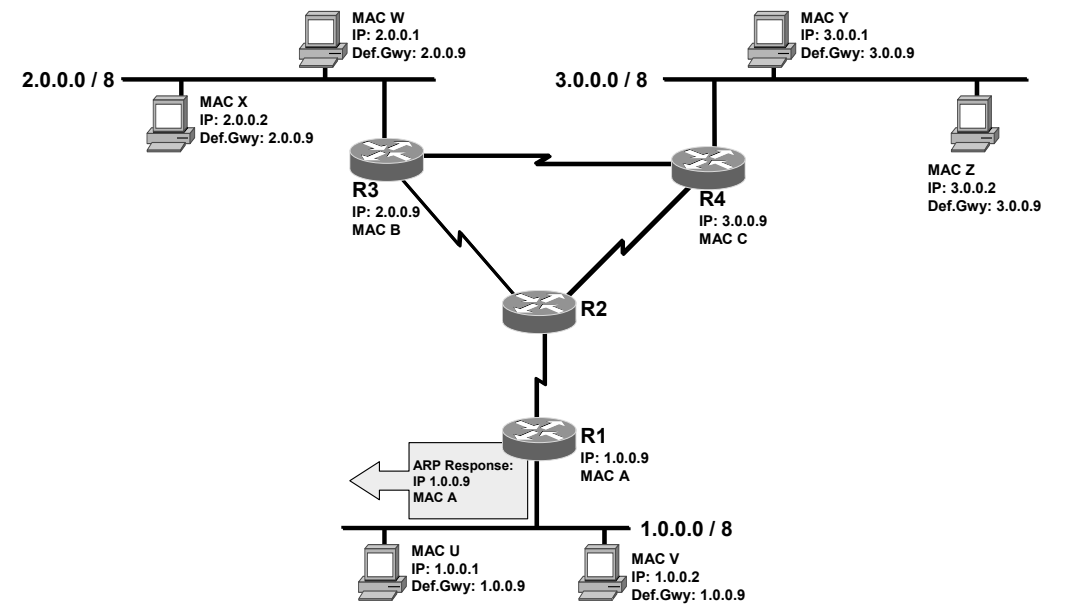 MAC W
IP: 2.0.0.1
Def.Gwy: 2.0.0.9
MAC Y
IP: 3.0.0.1
Def.Gwy: 3.0.0.9
2.0.0.0 / 8
3.0.0.0 / 8
MAC X
IP: 2.0.0.2
Def.Gwy: 2.0.0.9
MAC Z
IP: 3.0.0.2
Def.Gwy: 3.0.0.9
R3
IP: 2.0.0.9
MAC B
R4
IP: 3.0.0.9
MAC C
R2
R1
IP: 1.0.0.9
MAC A
ARP Response:
IP 1.0.0.9
MAC A
1.0.0.0 / 8
MAC U
IP: 1.0.0.1
Def.Gwy: 1.0.0.9
MAC V
IP: 1.0.0.2
Def.Gwy: 1.0.0.9